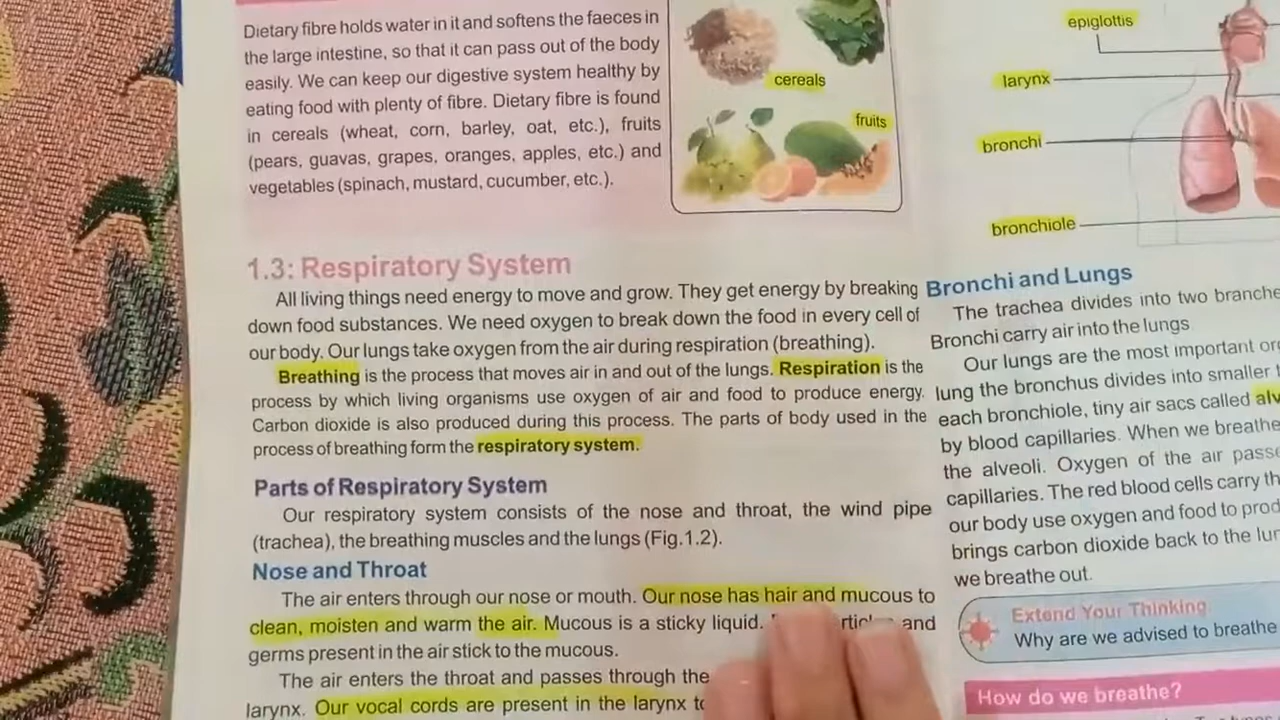 Dietary fibre holds water in it and softens the faeces in
the large intestine, so that it can pass out of the body
easily. We can keep our digestive system healthy by
eating food with plenty of fibre. Dietary fibre is found
in cereals (wheat, corn, barley, oat, etc.), fruits
(pears, guavas, grapes, oranges, apples, etc.) and
vegetables (spinach, mustard, cucumber, etc.).
cereals
fruits
1.3: Respiratory System
All living things need energy to move and grow. They get energy by breaking
down food substances. We need oxygen to break down the food in every cell of
our body. Our lungs take oxygen from the air during respiration (breathing).
Breathing is the process that moves air in and out of the lungs. Respiration is the
process by which living organisms use oxygen of air and food to produce energy.
Carbon dioxide is also produced during this process. The parts of body used in the
process of breathing form the respiratory system.
Parts of Respiratory System
Our respiratory system consists of the nose and throat, the wind pipe
(trachea), the breathing muscles and the lungs (Fig.1.2).
Nose and Throat
The air enters through our nose or mouth. Our nose has hair and mucous to
clean, moisten and warm the air. Mucous is a sticky liquid. and
germs present in the air stick to the mucous.
The air enters the throat and passes through the
larynx. Our vocal cords are present in the larynx
epiglottis
larynx
bronchi
bronchiole
Bronchi and Lungs
The trachea divides into two
Bronchi carry air into the lungs
Our lungs are the most important
lung the bronchus divides into smaller
each bronchiole, tiny air sacs called
by blood capillaries. When we
the alveoli. Oxygen of the air
capillaries. The red blood cells carry
our body use oxygen and food to
brings carbon dioxide back to the
we breathe out.
Extend Your Thinking
Why are we advised to breathe
How do we breathe?